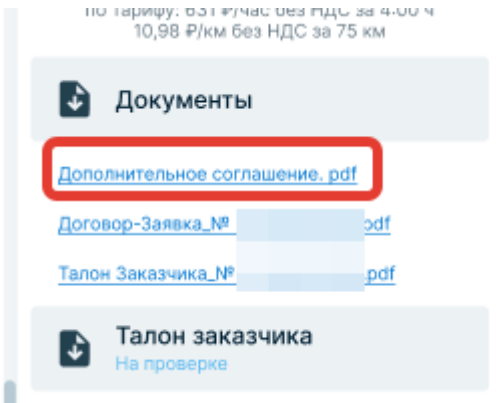 по тарифу: 631 ₽/час без НДС за 4:00 ч
10,98 ₽/км без НДС за 75 км
Документы
Дополнительное соглашение. pdf
Договор-Заявка_№ pdf
Талон Заказчика_№ .pdf
Талон заказчика
На проверке